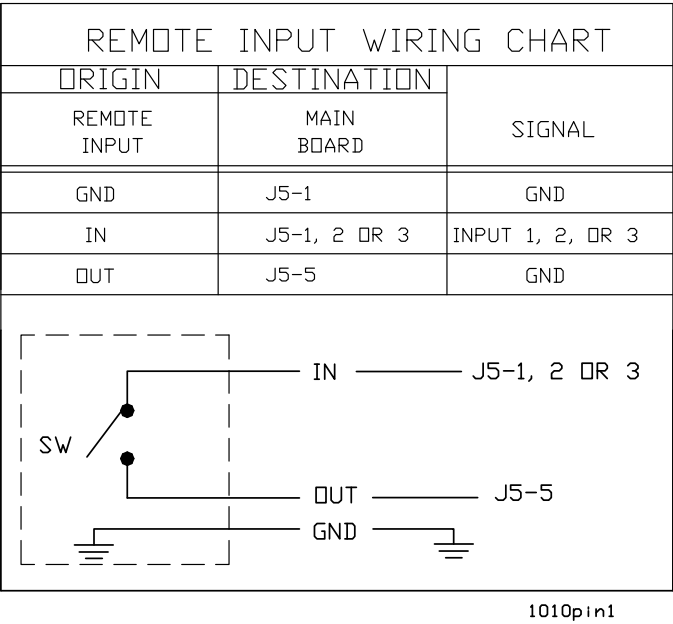 REMOTE INPUT WIRING CHART
ORIGIN DESTINATION
REMOTE INPUT MAIN BOARD SIGNAL
GND J5-1 GND
IN J5-1, 2 OR 3 INPUT 1, 2, OR 3
OUT J5-5 GND
IN J5-1, 2 OR 3
SW
OUT J5-5
GND
1010pin1